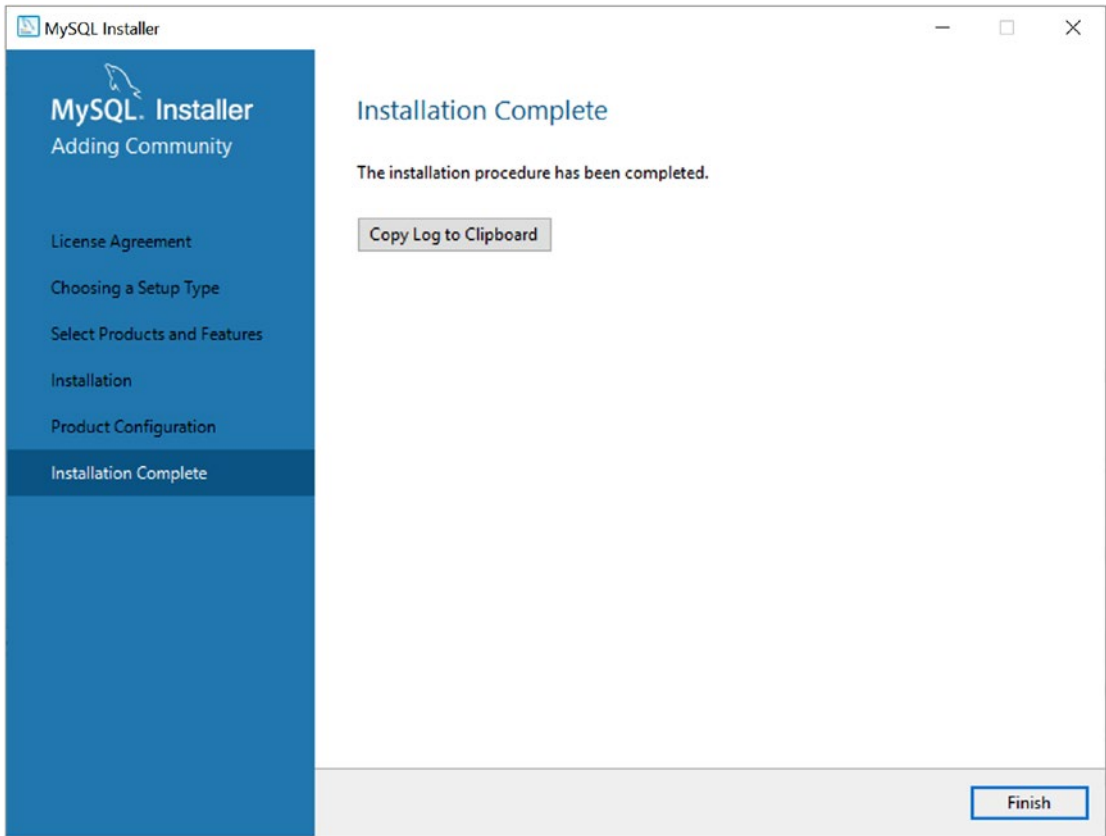 MySQL Installer
MySQL. Installer
Adding Community
License Agreement
Choosing a Setup Type
Select Products and Features
Installation
Product Configuration
Installation Complete
Installation Complete
The installation procedure has been completed.
Copy Log to Clipboard
Finish